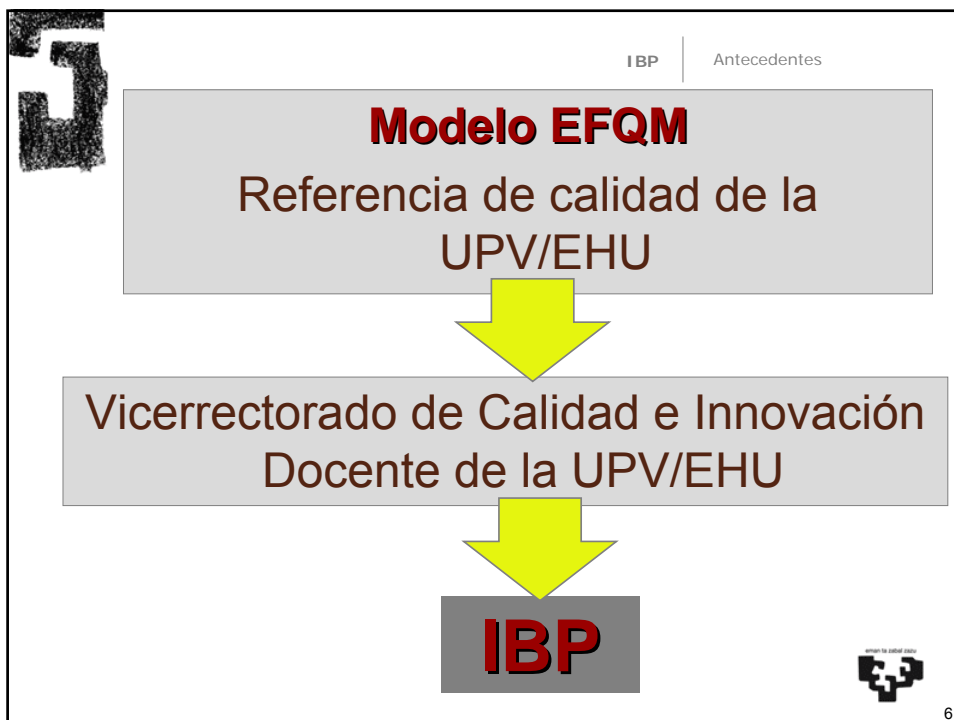 IBP Antecedentes
Modelo EFQM
Referencia de calidad de la
UPV/EHU
Vicerrectorado de Calidad e Innovación
Docente de la UPV/EHU
IBP
eman ta zabal zazu
6